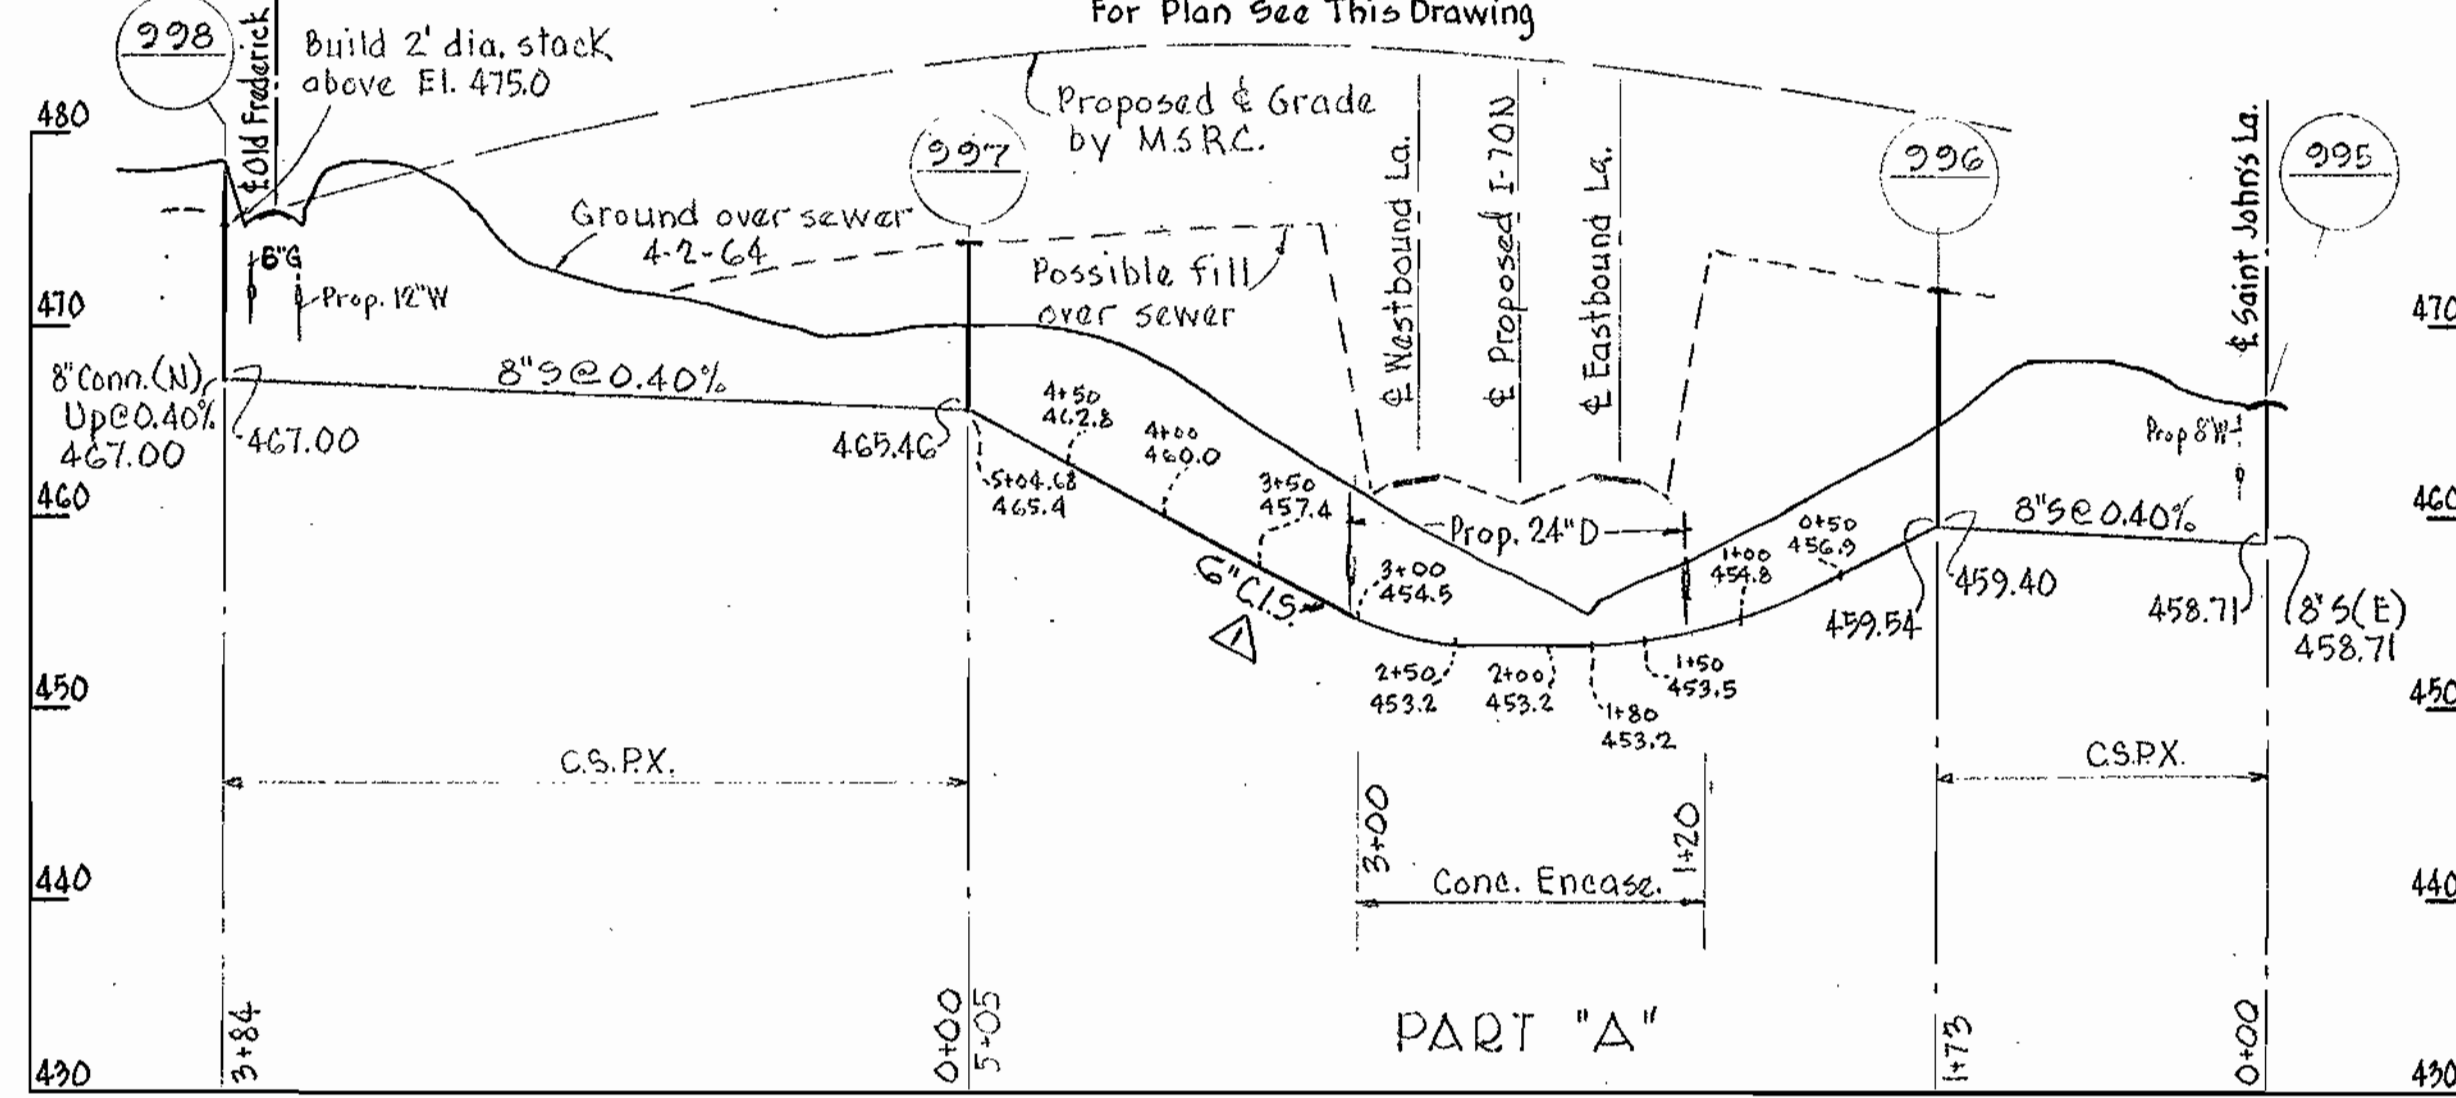 For Plan See This Drawing
998
℄ Old Frederick
Build 2' dia. stack
above El. 475.0
Proposed ℄ Grade
by M.S.R.C.
997
996
995
480
470
460
450
440
430
Ground over sewer
4-2-64
Possible fill
over sewer
℄ Westbound La.
℄ Proposed I-70N
℄ Eastbound La.
℄ Saint John's La.
Prop. 12"W
8" Conn.(N)
Up@0.40%
467.00
467.00
8"S@0.40%
465.46
5+04.68
465.4
4+50
462.8
4+00
460.0
3+50
457.4
3+00
454.5
6" C.I.S.
1
Prop. 24"D
2+50
453.2
2+00
453.2
1+80
453.2
1+50
453.5
1+00
454.8
0+50
456.9
459.54
459.40
8"S@0.40%
Prop 8"W
458.71
8"S(E)
458.71
470
460
450
440
430
C.S.P.X.
C.S.P.X.
3+00
1+20
Conc. Encase.
3+84
0+00
5+05
PART "A"
1+73
0+00